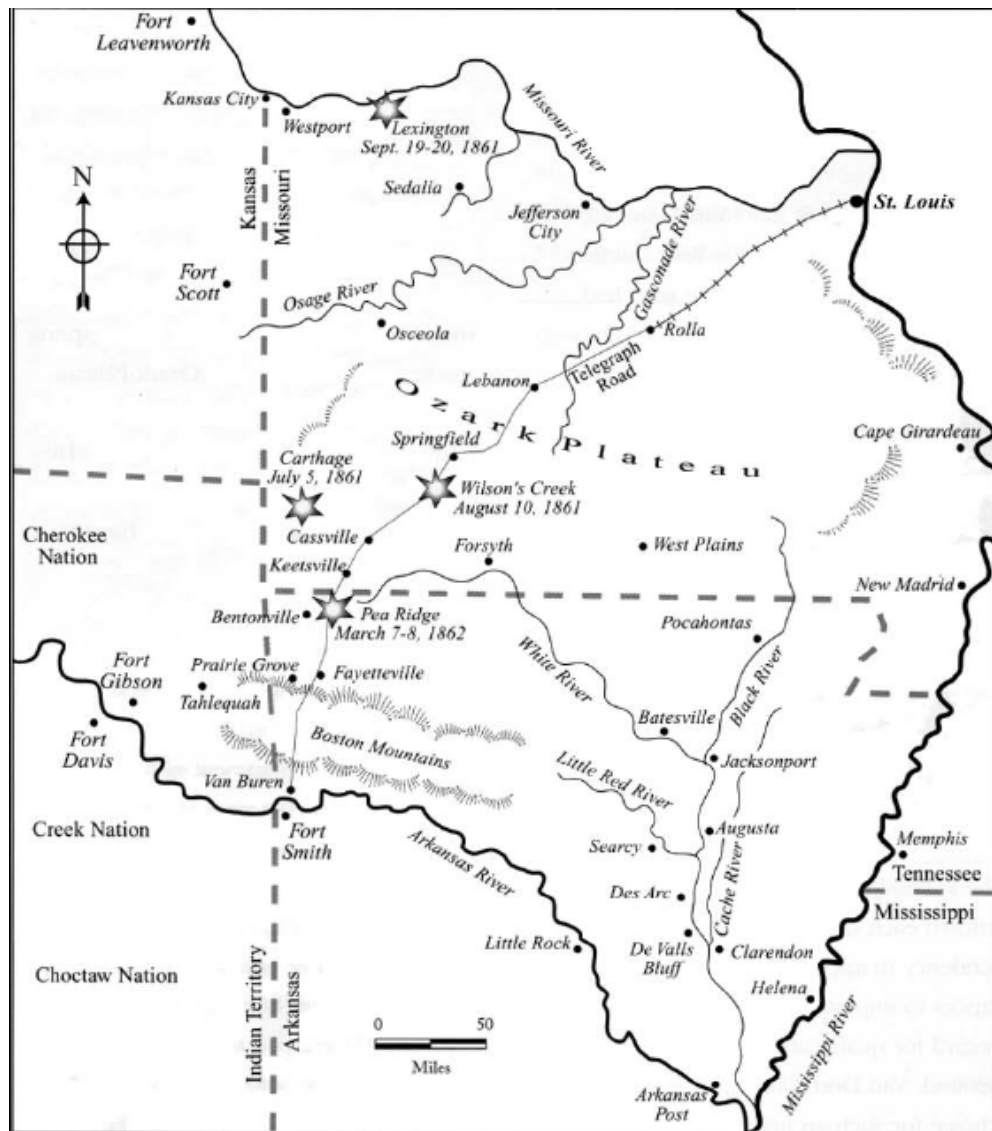 Fort
Leavenworth
Kansas City
Westport
Lexington
Sept. 19-20, 1861
Missouri River
N
Kansas
Missouri
Sedalia
Jefferson
City
St. Louis
Gasconade River
Fort
Scott
Osage River
Osceola
Rolla
Telegraph
Road
Lebanon
Ozark Plateau
Springfield
Cape Girardeau
Carthage
July 5, 1861
Wilson's Creek
August 10, 1861
Cherokee
Nation
Cassville
Forsyth
West Plains
Keetsville
New Madrid
Bentonville
Pea Ridge
March 7-8, 1862
Pocahontas
Fort
Gibson
Prairie Grove
Fayetteville
Tahlequah
White River
Black River
Fort
Davis
Boston Mountains
Batesville
Jacksonport
Van Buren
Little Red River
Creek Nation
Fort
Smith
Augusta
Arkansas River
Searcy
Memphis
Tennessee
Mississippi
Cache River
Des Arc
Little Rock
De Valls
Bluff
Clarendon
Choctaw Nation
Helena
Indian Territory
Arkansas
0 50
Miles
Mississippi River
Arkansas
Post